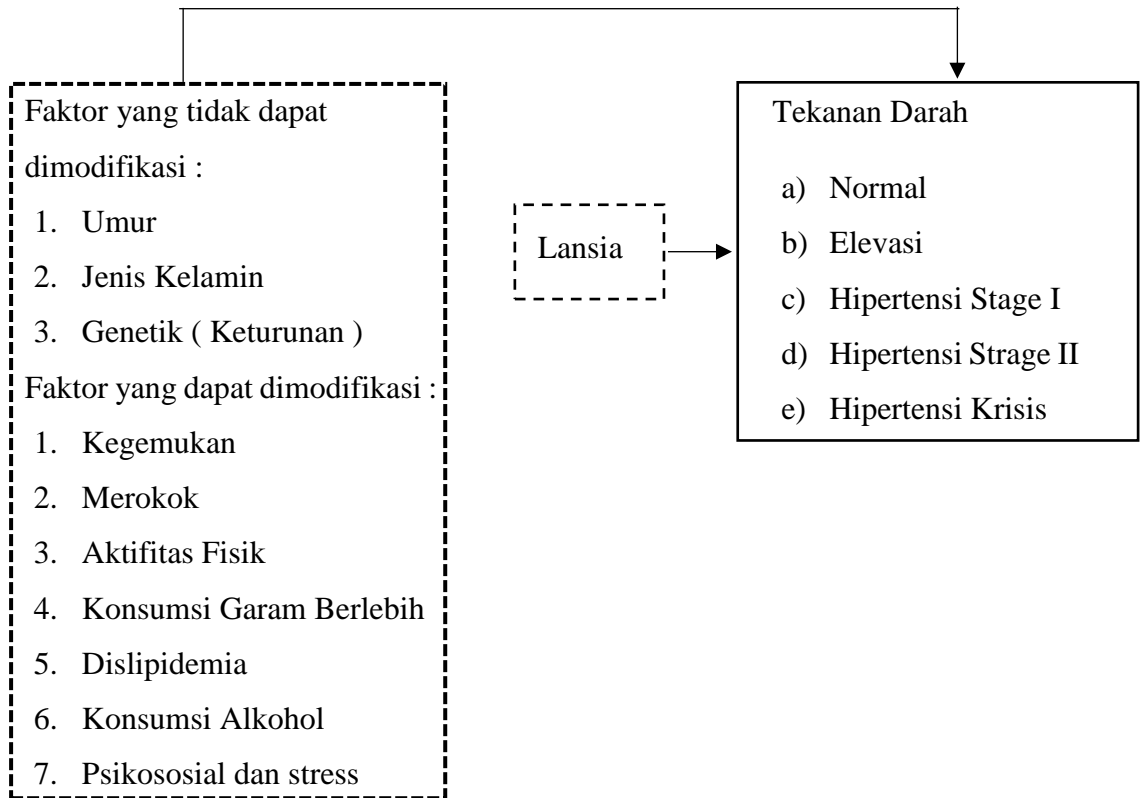 Faktor yang tidak dapat
dimodifikasi :
1. Umur
2. Jenis Kelamin
3. Genetik ( Keturunan )
Faktor yang dapat dimodifikasi :
1. Kegemukan
2. Merokok
3. Aktifitas Fisik
4. Konsumsi Garam Berlebih
5. Dislipidemia
6. Konsumsi Alkohol
7. Psikososial dan stress
Lansia
Tekanan Darah
a) Normal
b) Elevasi
c) Hipertensi Stage I
d) Hipertensi Strage II
e) Hipertensi Krisis